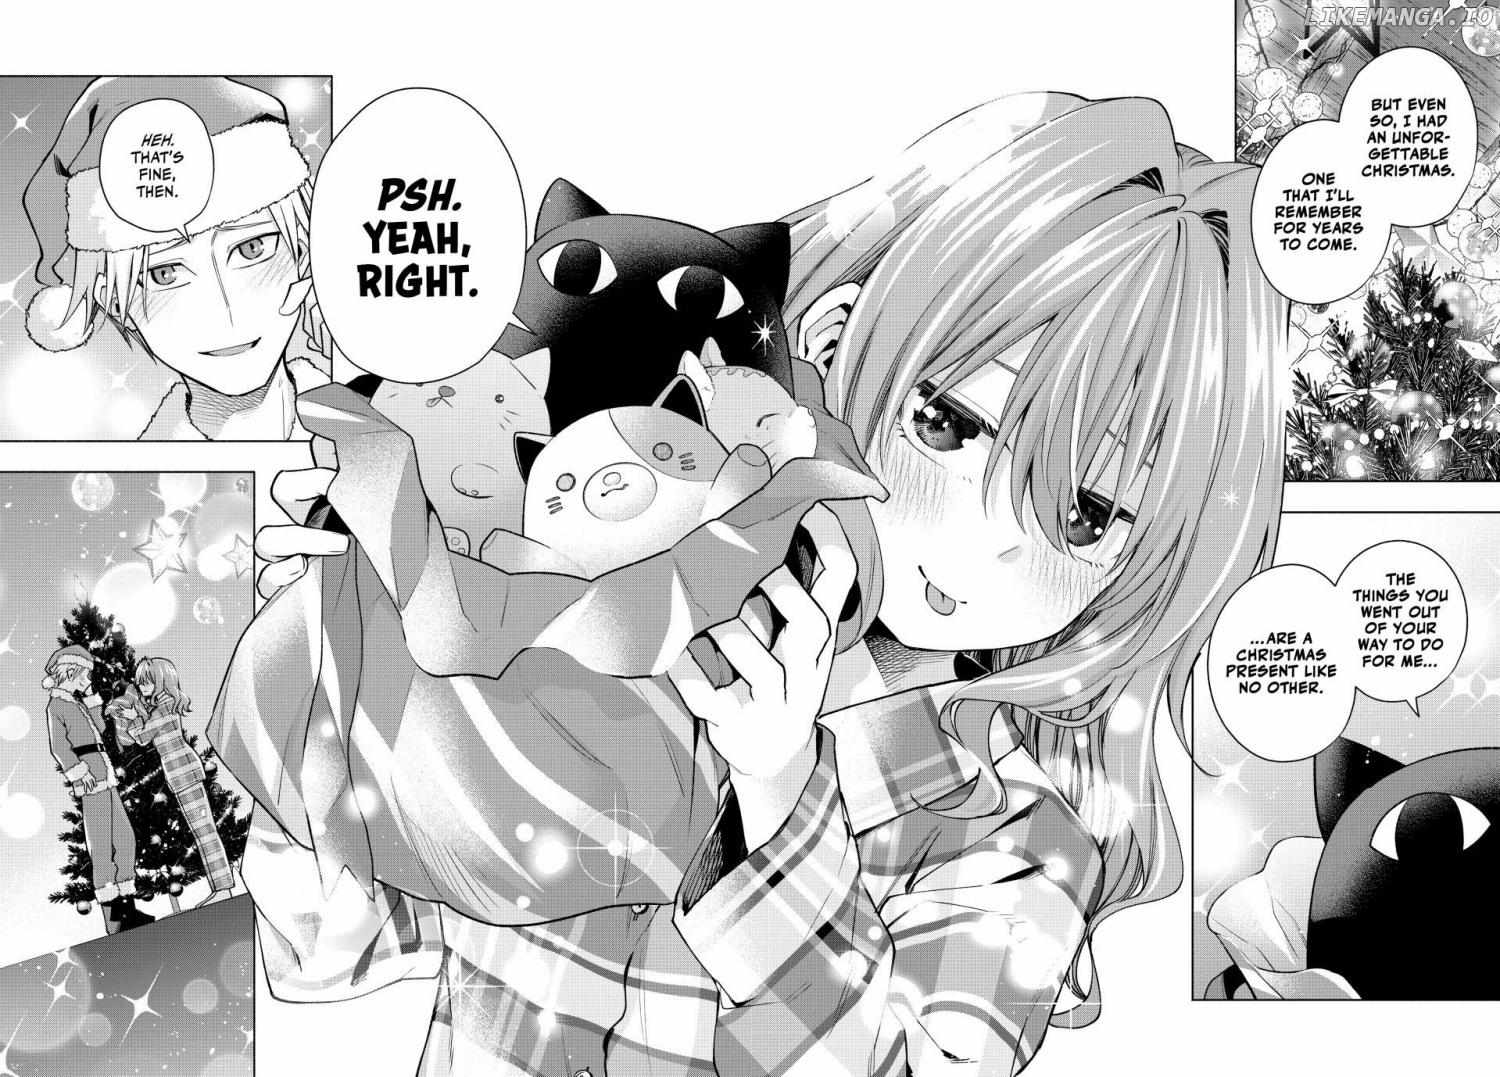 LIKEMANGA.IO
BUT EVEN
SO, I HAD
AN UNFOR-
GETTABLE
CHRISTMAS.
ONE
THAT I'LL
REMEMBER
FOR YEARS
TO COME.
THE
THINGS YOU
WENT OUT
OF YOUR
WAY TO DO
FOR ME...
...ARE A
CHRISTMAS
PRESENT LIKE
NO OTHER.
PSH.
YEAH,
RIGHT.
HEH.
THAT'S
FINE,
THEN.